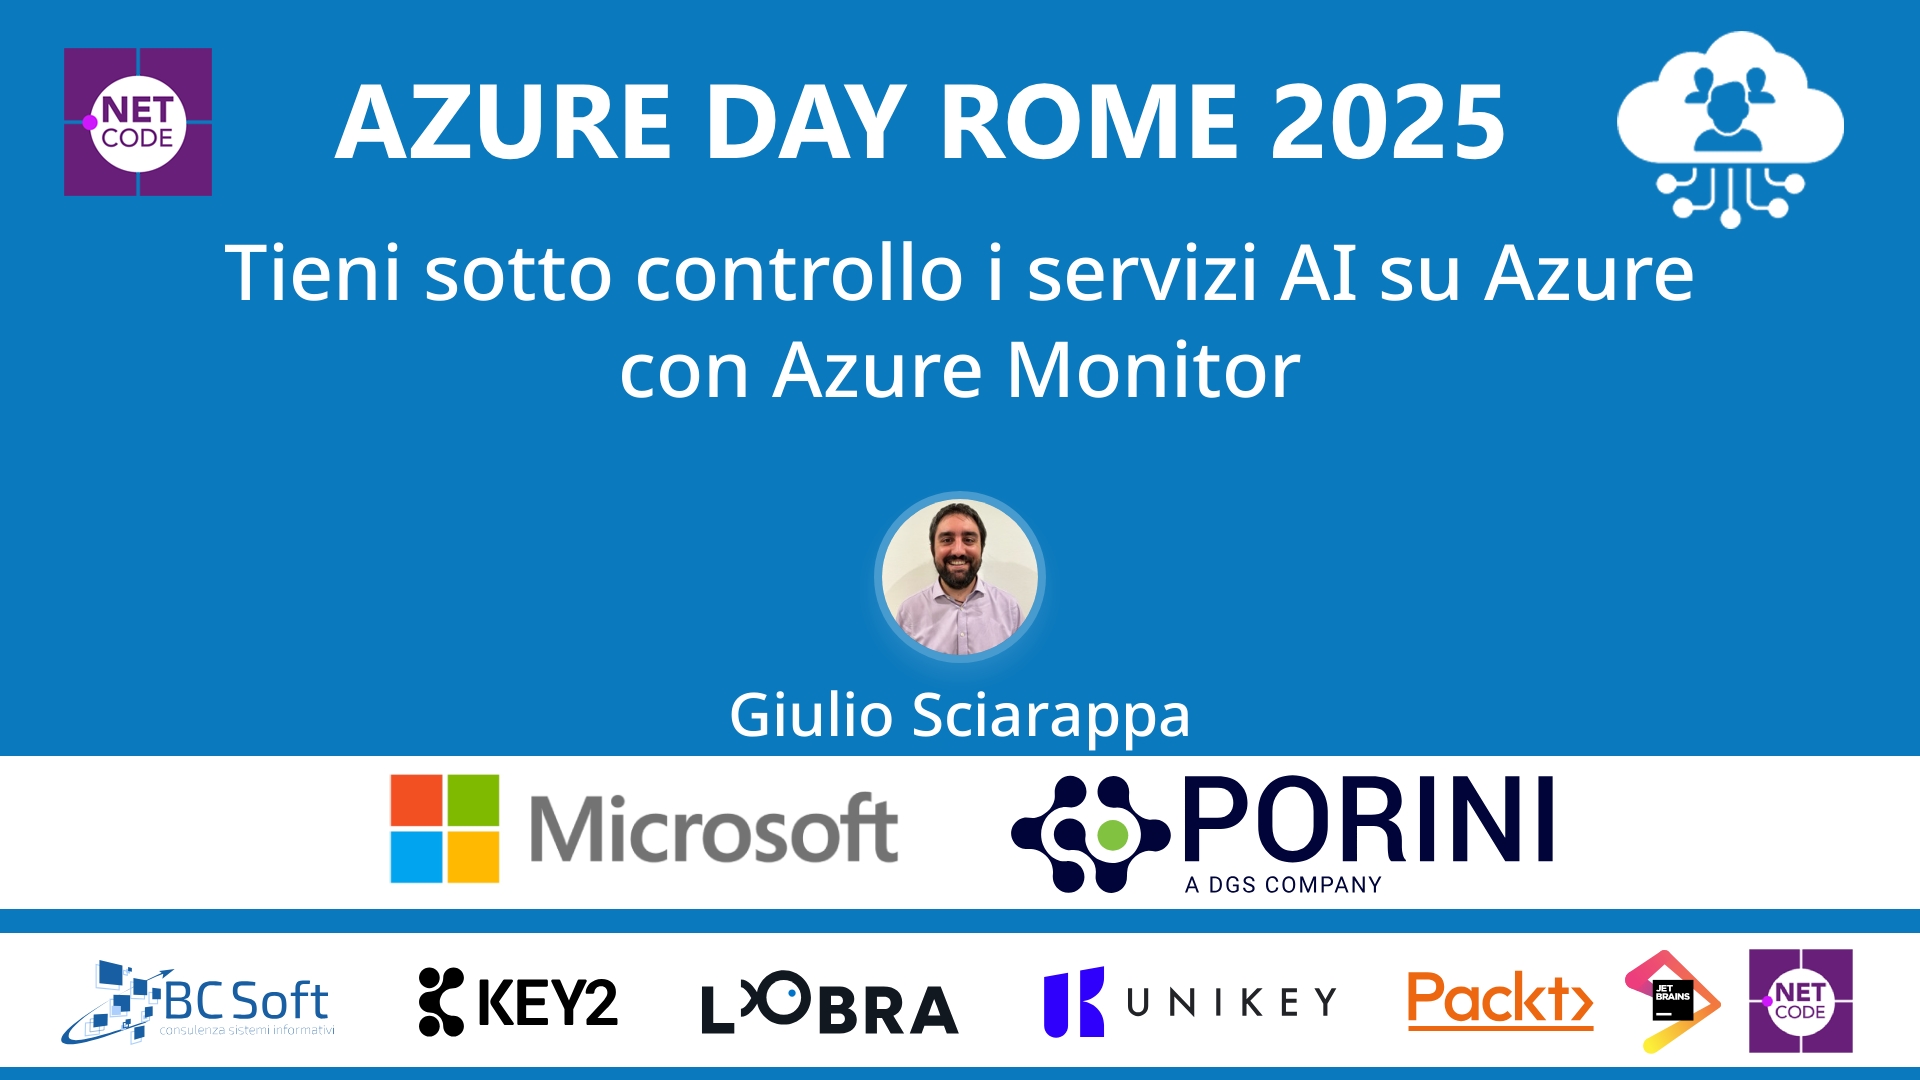 NET
CODE
AZURE DAY ROME 2025
Tieni sotto controllo i servizi AI su Azure
con Azure Monitor
Giulio Sciarappa
Microsoft
PORINI
A DGS COMPANY
BC Soft
consulenza sistemi informativi
KEY2
LOBRA
UNIKEY
Packt
JET
BRAINS
NET
CODE